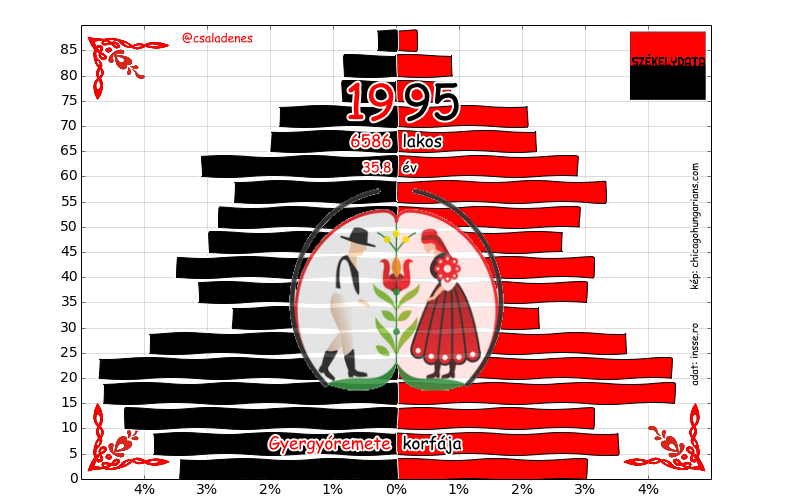 @csaladenes
SZÉKELYDATA
1995
6586 lakos
35.8 év
85
80
75
70
65
60
55
50
45
40
35
30
25
20
15
10
5
0
kép: chicagohungarians.com
adat: insse.ro
Gyergyóremete korfája
4% 3% 2% 1% 0% 1% 2% 3% 4%